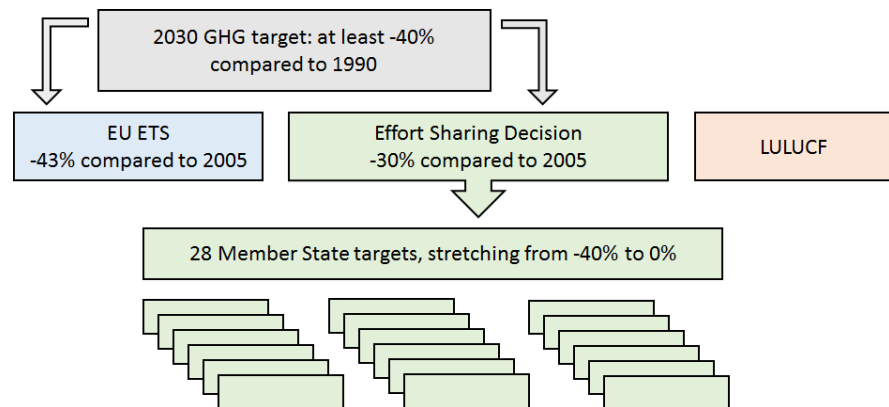 2030 GHG target: at least -40%
compared to 1990
EU ETS
-43% compared to 2005
Effort Sharing Decision
-30% compared to 2005
LULUCF
28 Member State targets, stretching from -40% to 0%